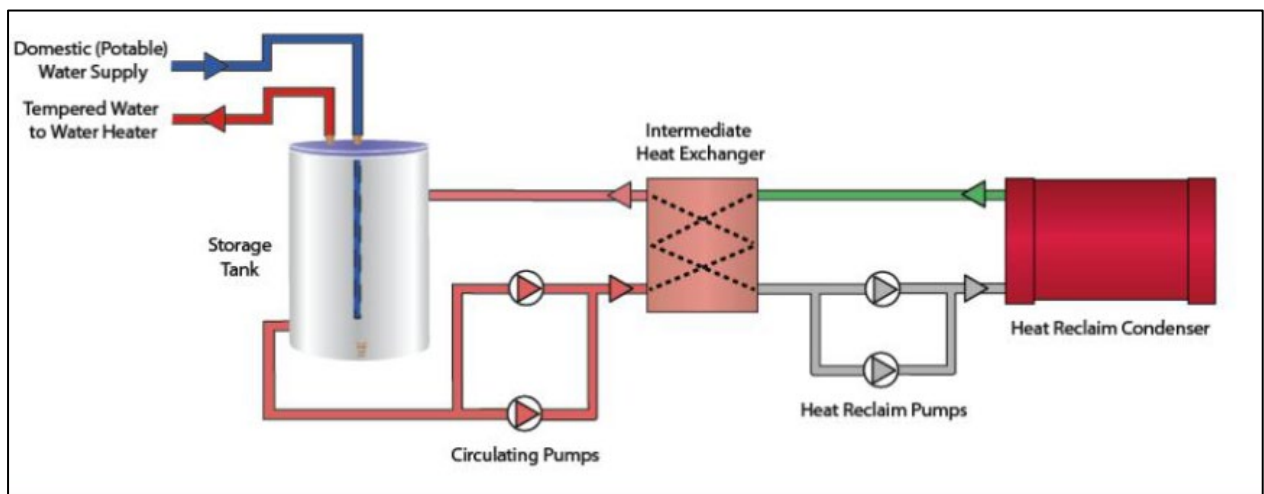 Domestic (Potable)
Water Supply
Tempered Water
to Water Heater
Intermediate
Heat Exchanger
Storage
Tank
Heat Reclaim Condenser
Heat Reclaim Pumps
Circulating Pumps